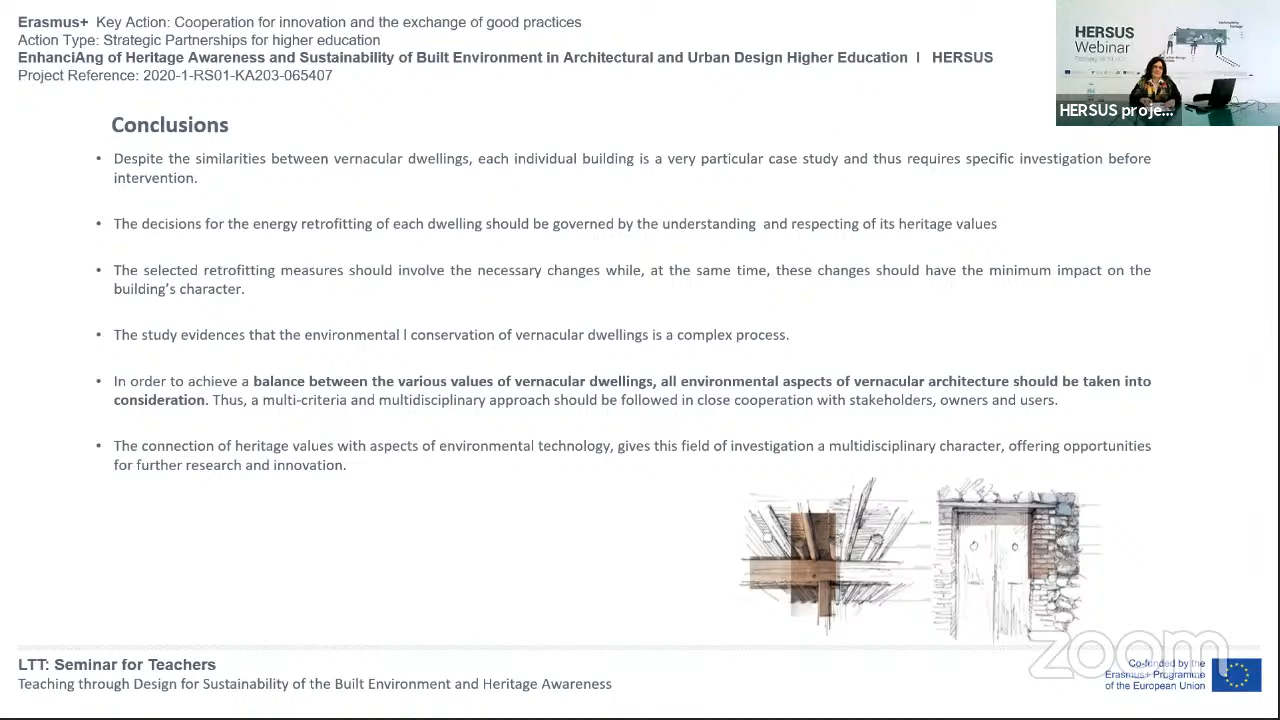 Erasmus+ Key Action: Cooperation for innovation and the exchange of good practices
Action Type: Strategic Partnerships for higher education
EnhanciAng of Heritage Awareness and Sustainability of Built Environment in Architectural and Urban Design Higher Education I HERSUS
Project Reference: 2020-1-RS01-KA203-065407
HERSUS
Webinar
HERSUS proje...
Conclusions
• Despite the similarities between vernacular dwellings, each individual building is a very particular case study and thus requires specific investigation before
intervention.
• The decisions for the energy retrofitting of each dwelling should be governed by the understanding and respecting of its heritage values
• The selected retrofitting measures should involve the necessary changes while, at the same time, these changes should have the minimum impact on the
building's character.
• The study evidences that the environmental l conservation of vernacular dwellings is a complex process.
• In order to achieve a balance between the various values of vernacular dwellings, all environmental aspects of vernacular architecture should be taken into
consideration. Thus, a multi-criteria and multidisciplinary approach should be followed in close cooperation with stakeholders, owners and users.
• The connection of heritage values with aspects of environmental technology, gives this field of investigation a multidisciplinary character, offering opportunities
for further research and innovation.
zoom
LTT: Seminar for Teachers
Teaching through Design for Sustainability of the Built Environment and Heritage Awareness
Co-funded by the
Erasmus+ Programme
of the European Union